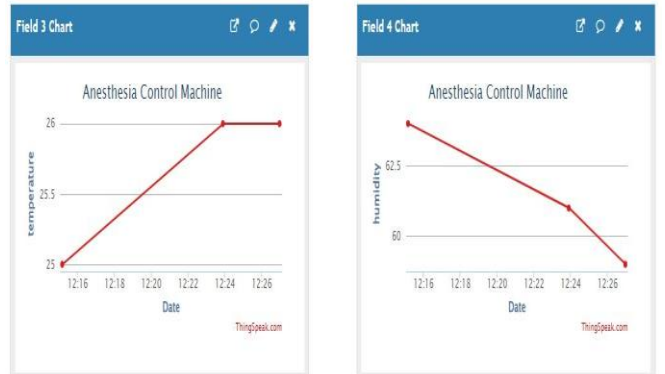 Field 3 Chart
Anesthesia Control Machine
temperature
26
25.5
25
12:16 12:18 12:20 12:22 12:24 12:26
Date
ThingSpeak.com
Field 4 Chart
Anesthesia Control Machine
humidity
62.5
60
12:16 12:18 12:20 12:22 12:24 12:26
Date
ThingSpeak.com